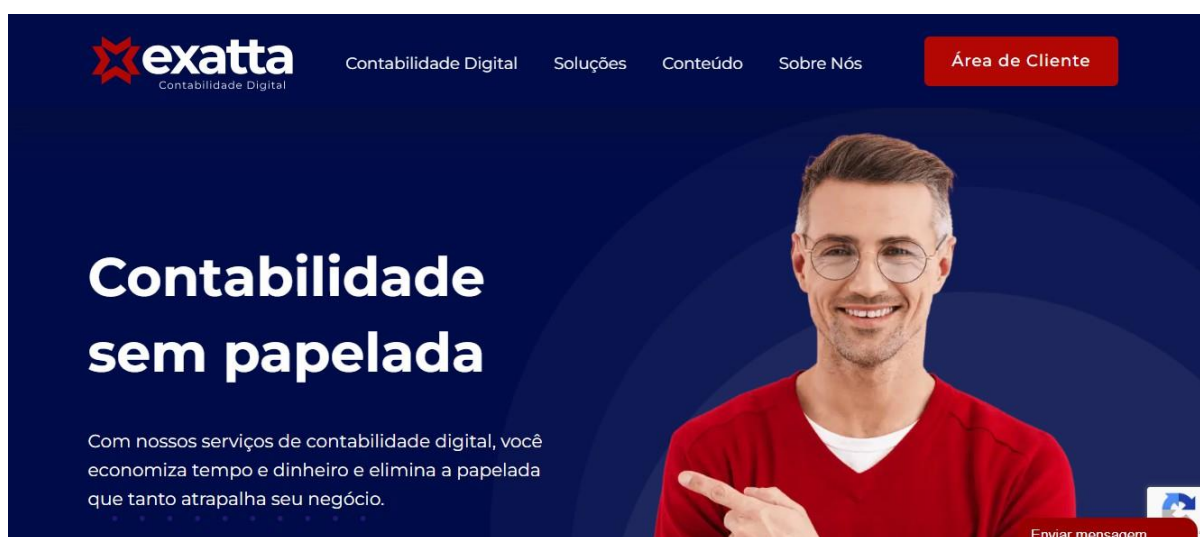 exatta
Contabilidade Digital
Contabilidade Digital Soluções Conteúdo Sobre Nós Área de Cliente
Contabilidade
sem papelada
Com nossos serviços de contabilidade digital, você
economiza tempo e dinheiro e elimina a papelada
que tanto atrapalha seu negócio.
Enviar mensagem